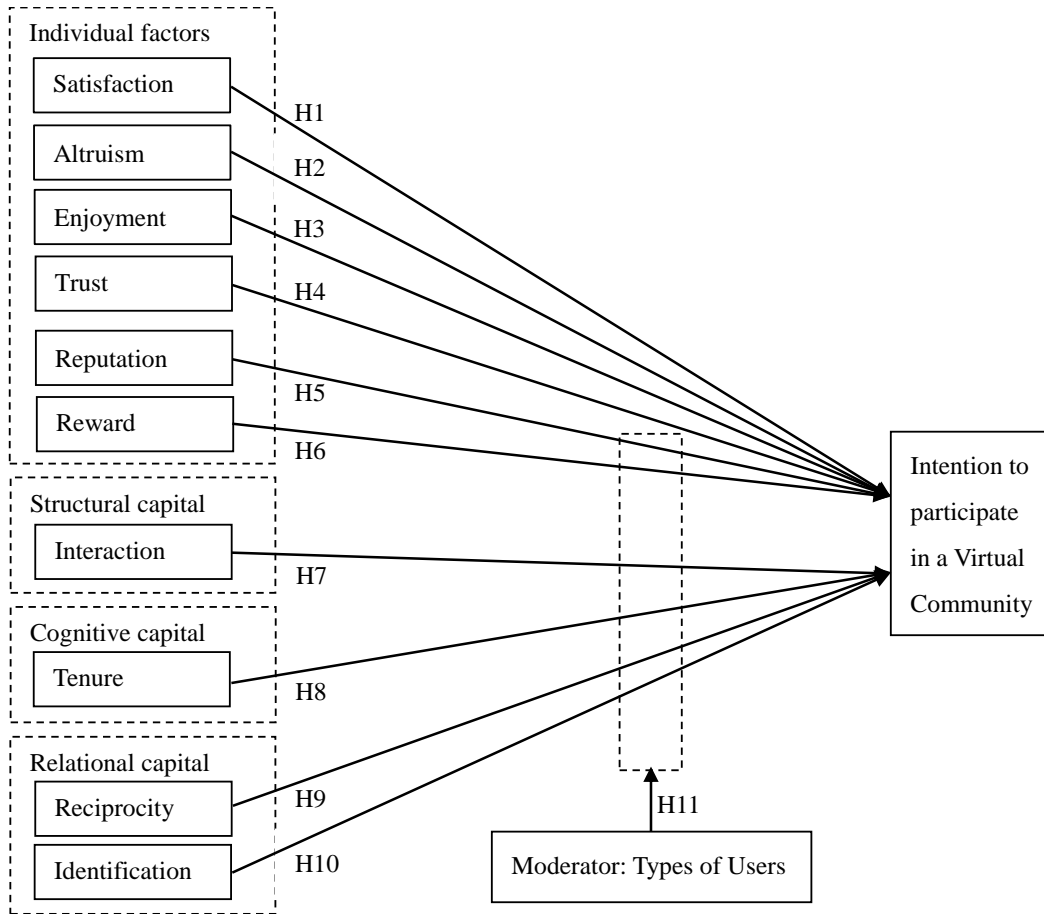 Individual factors
Satisfaction
H1
Altruism
H2
Enjoyment
H3
Trust
H4
Reputation
H5
Reward
H6
Structural capital
Interaction
H7
Cognitive capital
Tenure
H8
Relational capital
Reciprocity
H9
Identification
H10
Intention to
participate
in a Virtual
Community
H11
Moderator: Types of Users